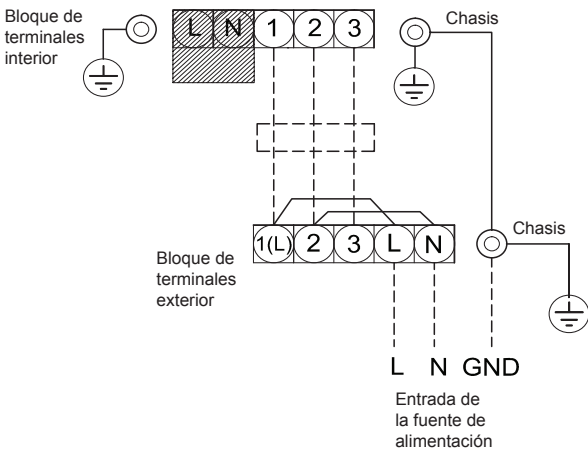 Bloque de
terminales
interior
L N 1 2 3
Chasis
1(L) 2 3 L N
Chasis
Bloque de
terminales
exterior
L N GND
Entrada de
la fuente de
alimentación